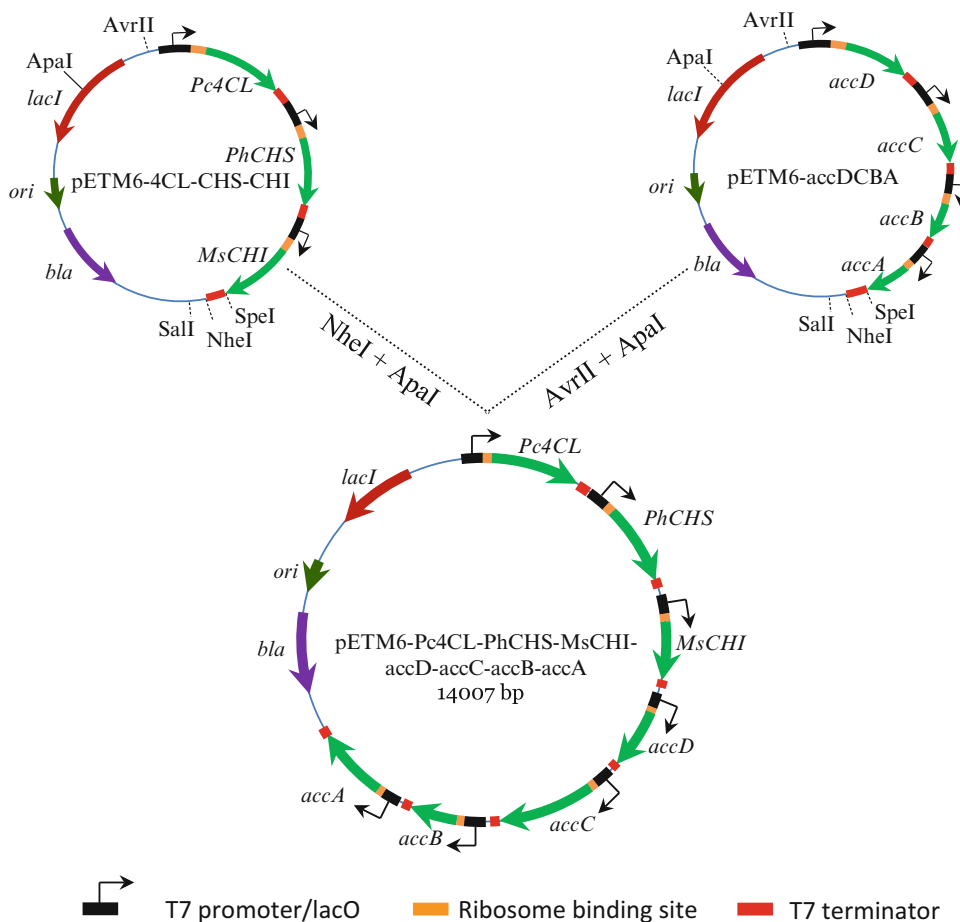 AvrII
ApaI
lacI
Pc4CL
PhCHS
pETM6-4CL-CHS-CHI
ori
MsCHI
bla
SpeI
SalI
NheI
AvrII
ApaI
lacI
accD
accC
pETM6-accDCBA
ori
accB
bla
accA
SpeI
SalI
NheI
NheI + ApaI
AvrII + ApaI
Pc4CL
lacI
PhCHS
ori
bla
pETM6-Pc4CL-PhCHS-MsCHI-
accD-accC-accB-accA
14007 bp
MsCHI
accD
accA
accC
accB
T7 promoter/lacO
Ribosome binding site
T7 terminator